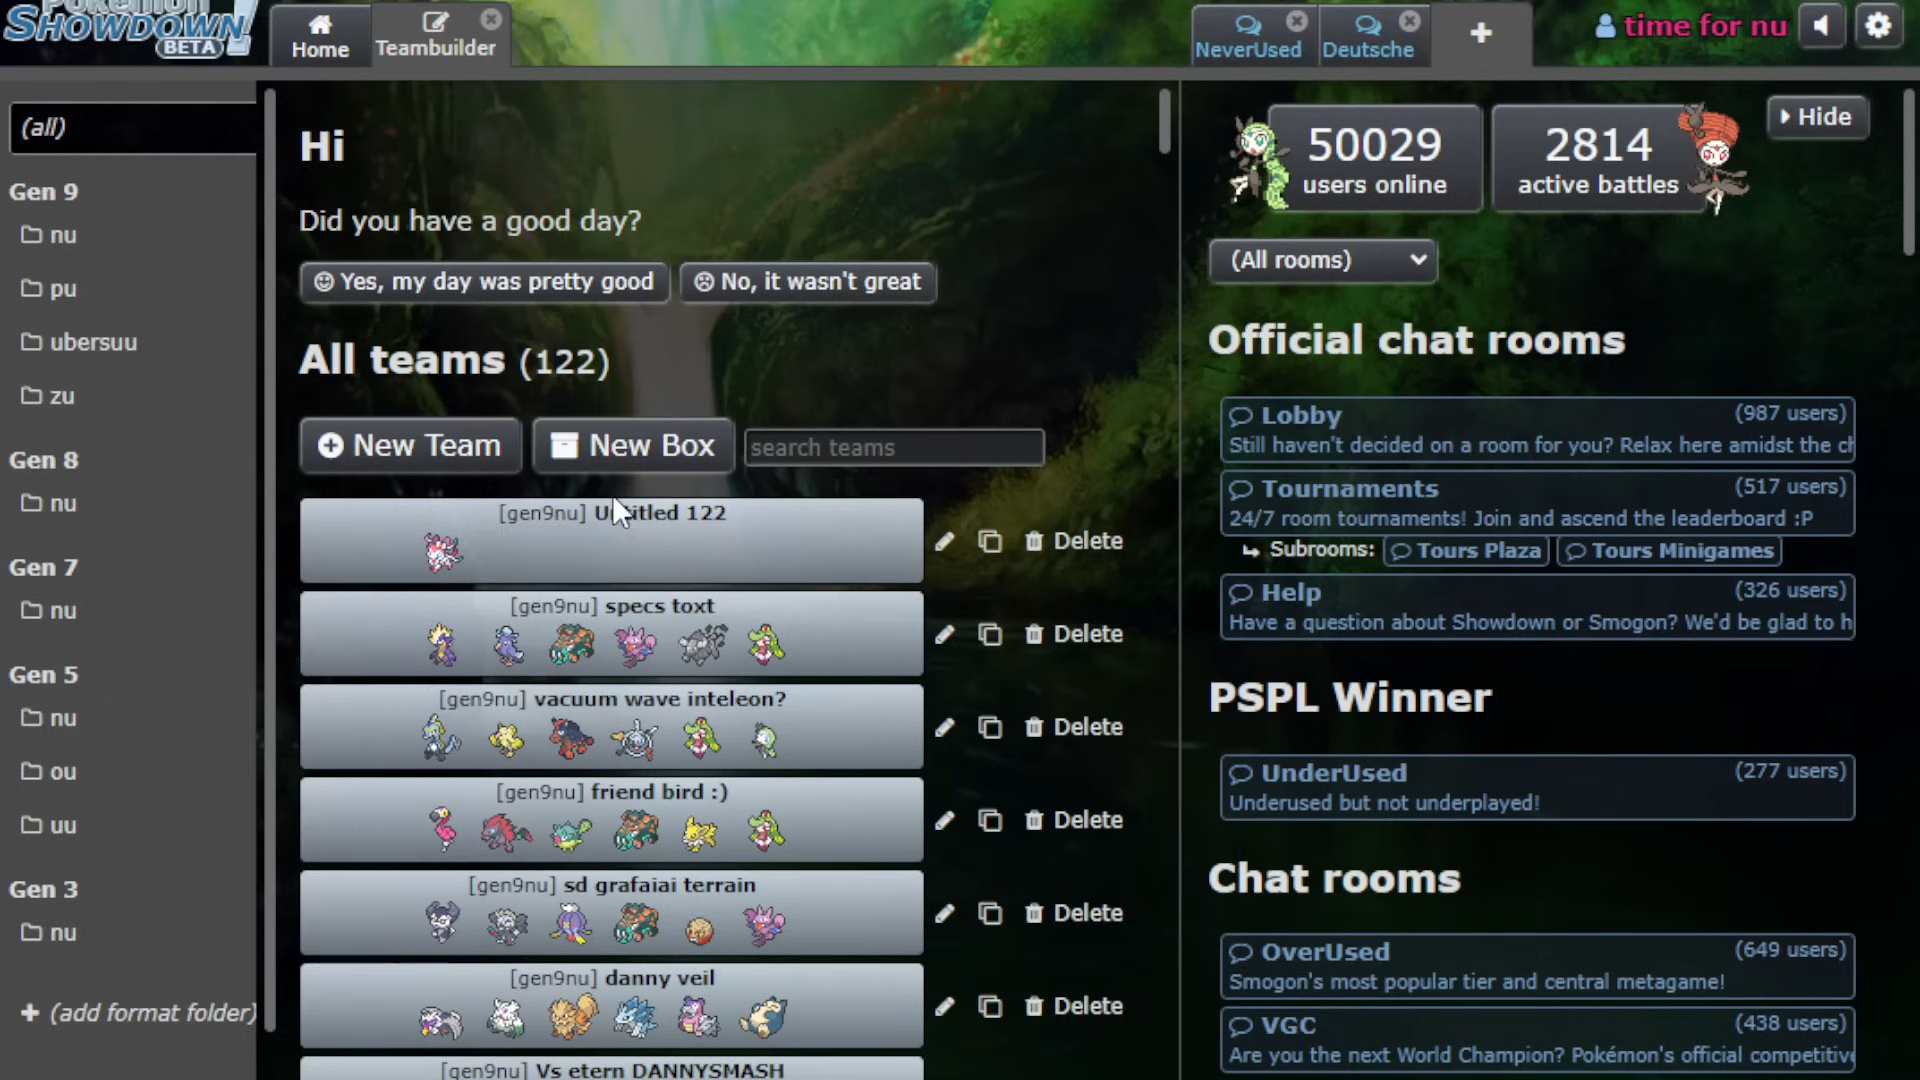 Pokémon
SHOWDOWN!
BETA
Home
Teambuilder
NeverUsed
Deutsche
time for nu
(all)
Gen 9
nu
pu
ubersuu
zu
Gen 8
nu
Gen 7
nu
Gen 5
nu
ou
uu
Gen 3
nu
(add format folder)
Hi
Did you have a good day?
Yes, my day was pretty good
No, it wasn't great
All teams (122)
New Team
New Box
search teams
[gen9nu] Untitled 122
Delete
[gen9nu] specs toxt
Delete
[gen9nu] vacuum wave inteleon?
Delete
[gen9nu] friend bird :)
Delete
[gen9nu] sd grafaiai terrain
Delete
[gen9nu] danny veil
Delete
[gen9nu] Vs etern DANNYSMASH
50029
users online
2814
active battles
Hide
(All rooms)
Official chat rooms
Lobby (987 users)
Still haven't decided on a room for you? Relax here amidst the ch
Tournaments (517 users)
24/7 room tournaments! Join and ascend the leaderboard :P
Subrooms: Tours Plaza Tours Minigames
Help (326 users)
Have a question about Showdown or Smogon? We'd be glad to h
PSPL Winner
UnderUsed (277 users)
Underused but not underplayed!
Chat rooms
OverUsed (649 users)
Smogon's most popular tier and central metagame!
VGC (438 users)
Are you the next World Champion? Pokémon's official competitive